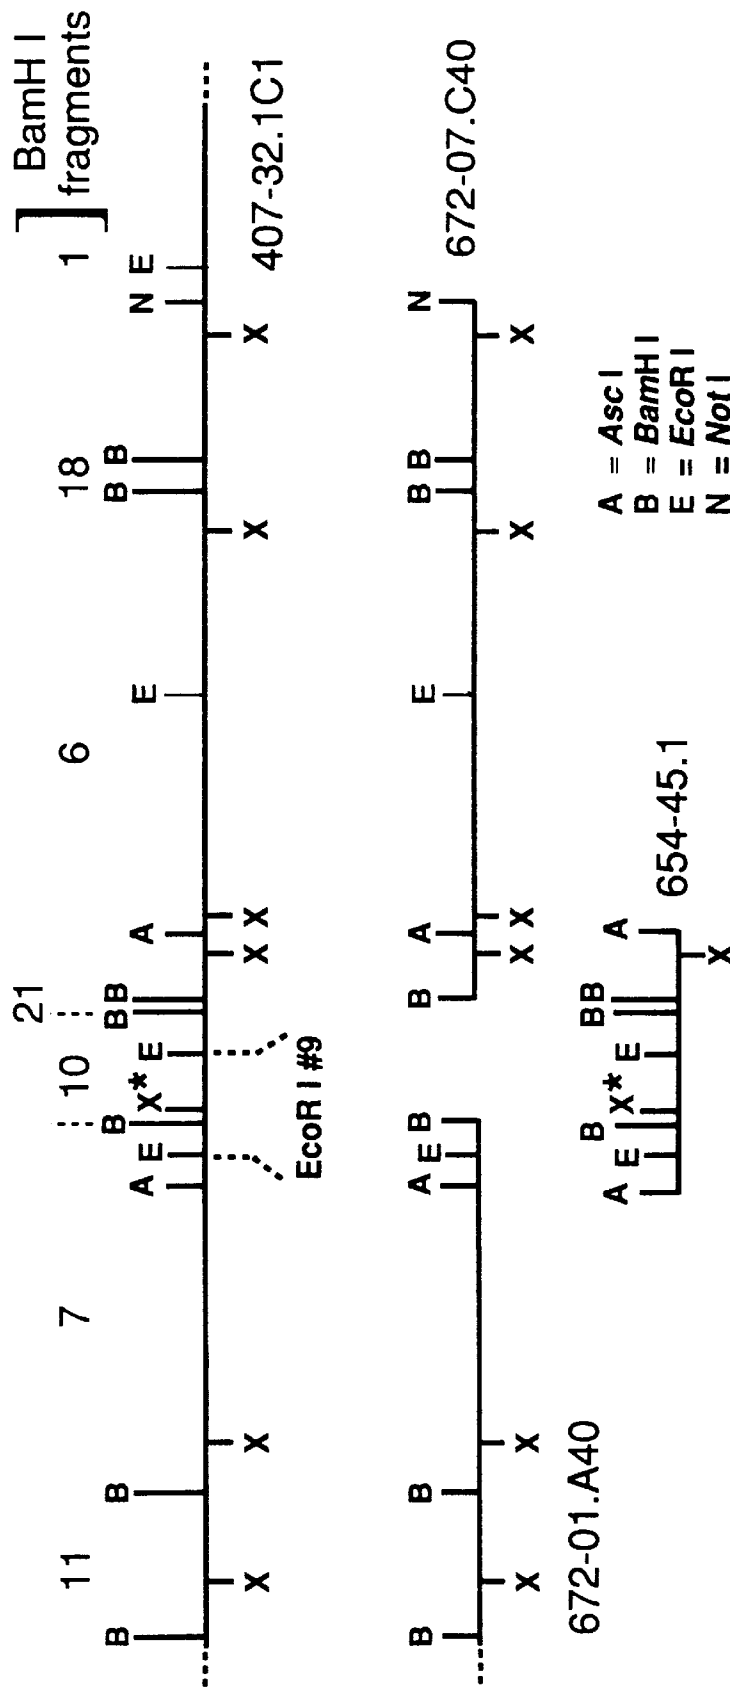 11 7 10 21 6 18 1 ] BamH I
fragments
B B A E B X* E B B A E B B N E
X X X X X X
EcoR I #9
407-32.1C1
B B A E B
X X
672-01.A40
B A E B B N
X X X X
672-07.C40
A E B X* E B B A
X
654-45.1
A = Asc I
B = BamH I
E = EcoR I
N = Not I